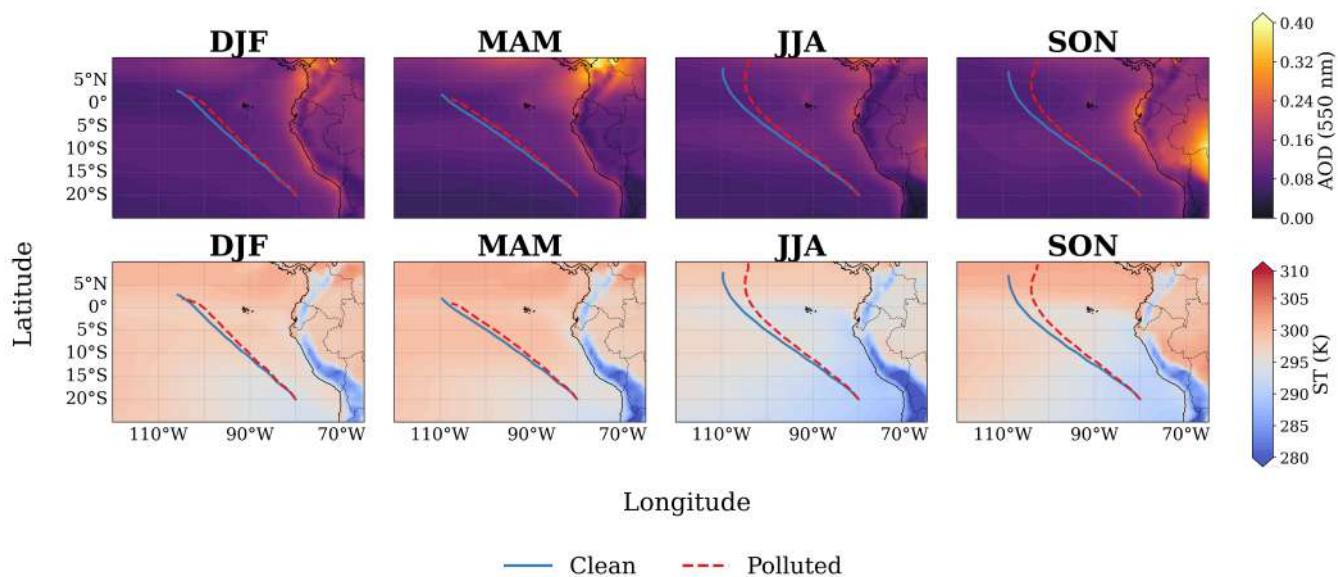 DJF MAM JJA SON
5°N
0°
5°S
10°S
15°S
20°S
0.40
0.32
0.24
0.16
0.08
0.00
AOD (550 nm)
DJF MAM JJA SON
Latitude
5°N
0°
5°S
10°S
15°S
20°S
110°W 90°W 70°W 110°W 90°W 70°W 110°W 90°W 70°W 110°W 90°W 70°W
310
305
300
295
290
285
280
ST (K)
Longitude
Clean Polluted